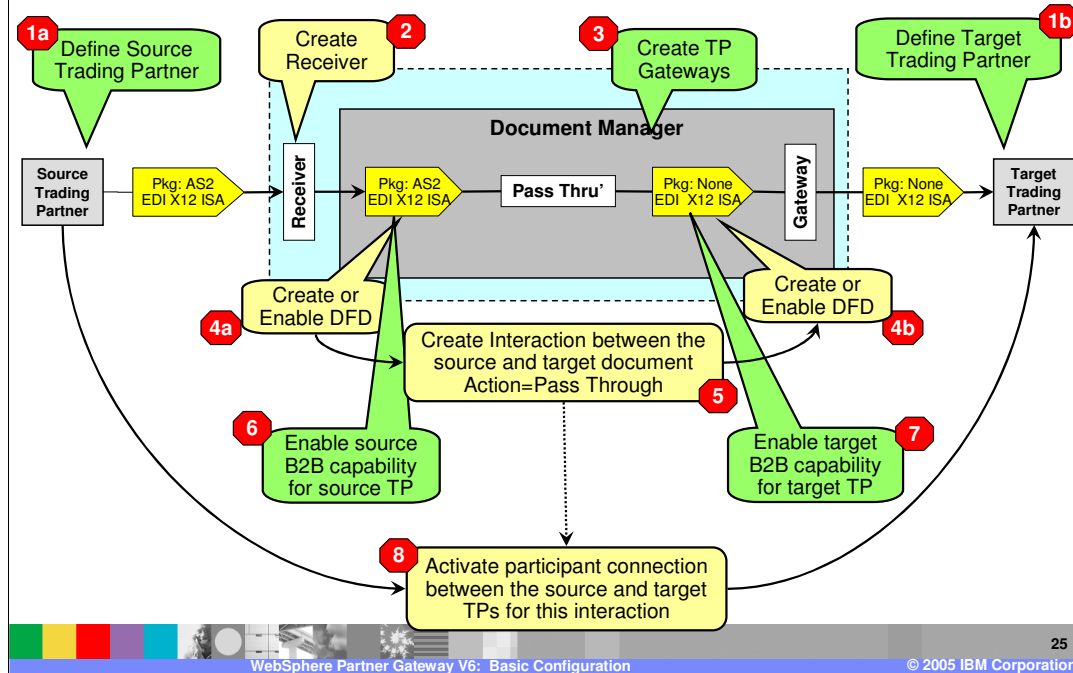 1a
Define Source
Trading Partner
Create
Receiver
2
3
Create TP
Gateways
1b
Define Target
Trading Partner
Document Manager
Source
Trading
Partner
Pkg: AS2
EDI X12 ISA
Receiver
Pkg: AS2
EDI X12 ISA
Pass Thru'
Pkg: None
EDI X12 ISA
Gateway
Pkg: None
EDI X12 ISA
Target
Trading
Partner
Create or
Enable DFD
4a
Create or
Enable DFD
4b
Create Interaction between the
source and target document
Action=Pass Through
5
6
Enable source
B2B capability
for source TP
Enable target
B2B capability
for target TP
7
8
Activate participant connection
between the source and target
TPs for this interaction
25
WebSphere Partner Gateway V6: Basic Configuration
© 2005 IBM Corporation